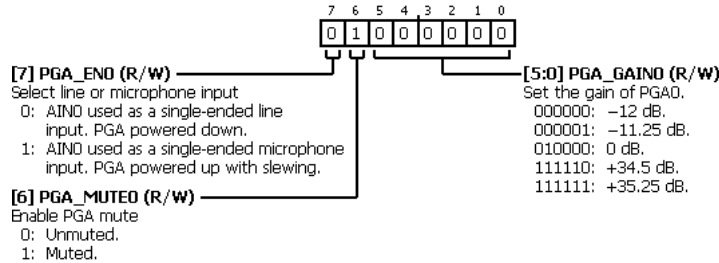 7 6 5 4 3 2 1 0
0 1 0 0 0 0 0 0
[7] PGA_EN0 (R/W)
Select line or microphone input
0: AIN0 used as a single-ended line
input. PGA powered down.
1: AIN0 used as a single-ended microphone
input. PGA powered up with slewing.
[6] PGA_MUTE0 (R/W)
Enable PGA mute
0: Unmuted.
1: Muted.
[5:0] PGA_GAIN0 (R/W)
Set the gain of PGA0.
000000: −12 dB.
000001: −11.25 dB.
010000: 0 dB.
111110: +34.5 dB.
111111: +35.25 dB.